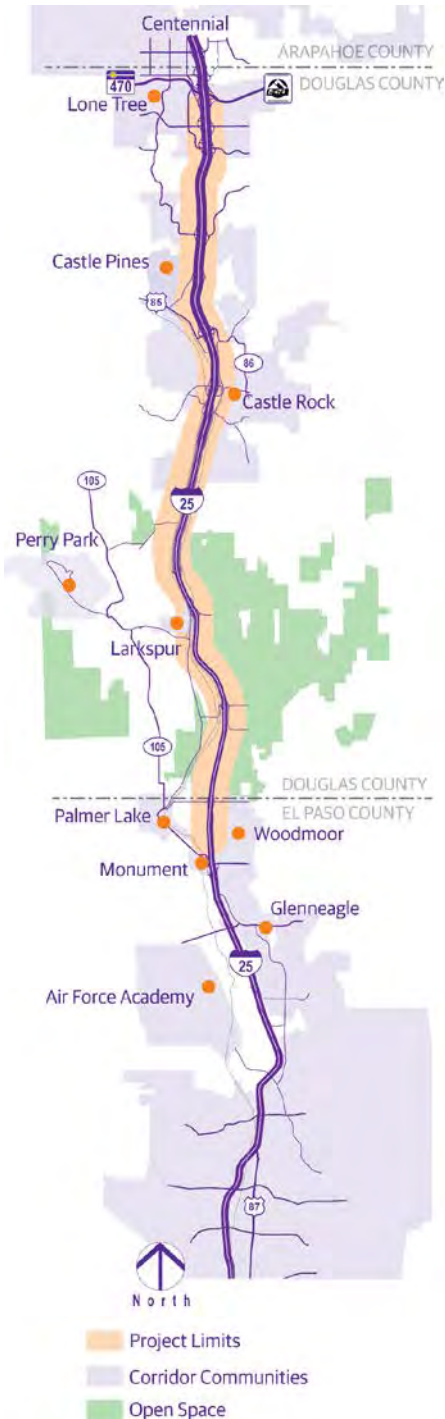 Centennial
ARAPAHOE COUNTY
DOUGLAS COUNTY
470
Lone Tree
Castle Pines
85
86
Castle Rock
105
25
Perry Park
Larkspur
105
DOUGLAS COUNTY
EL PASO COUNTY
Palmer Lake
Woodmoor
Monument
Glenneagle
25
Air Force Academy
87
North
Project Limits
Corridor Communities
Open Space